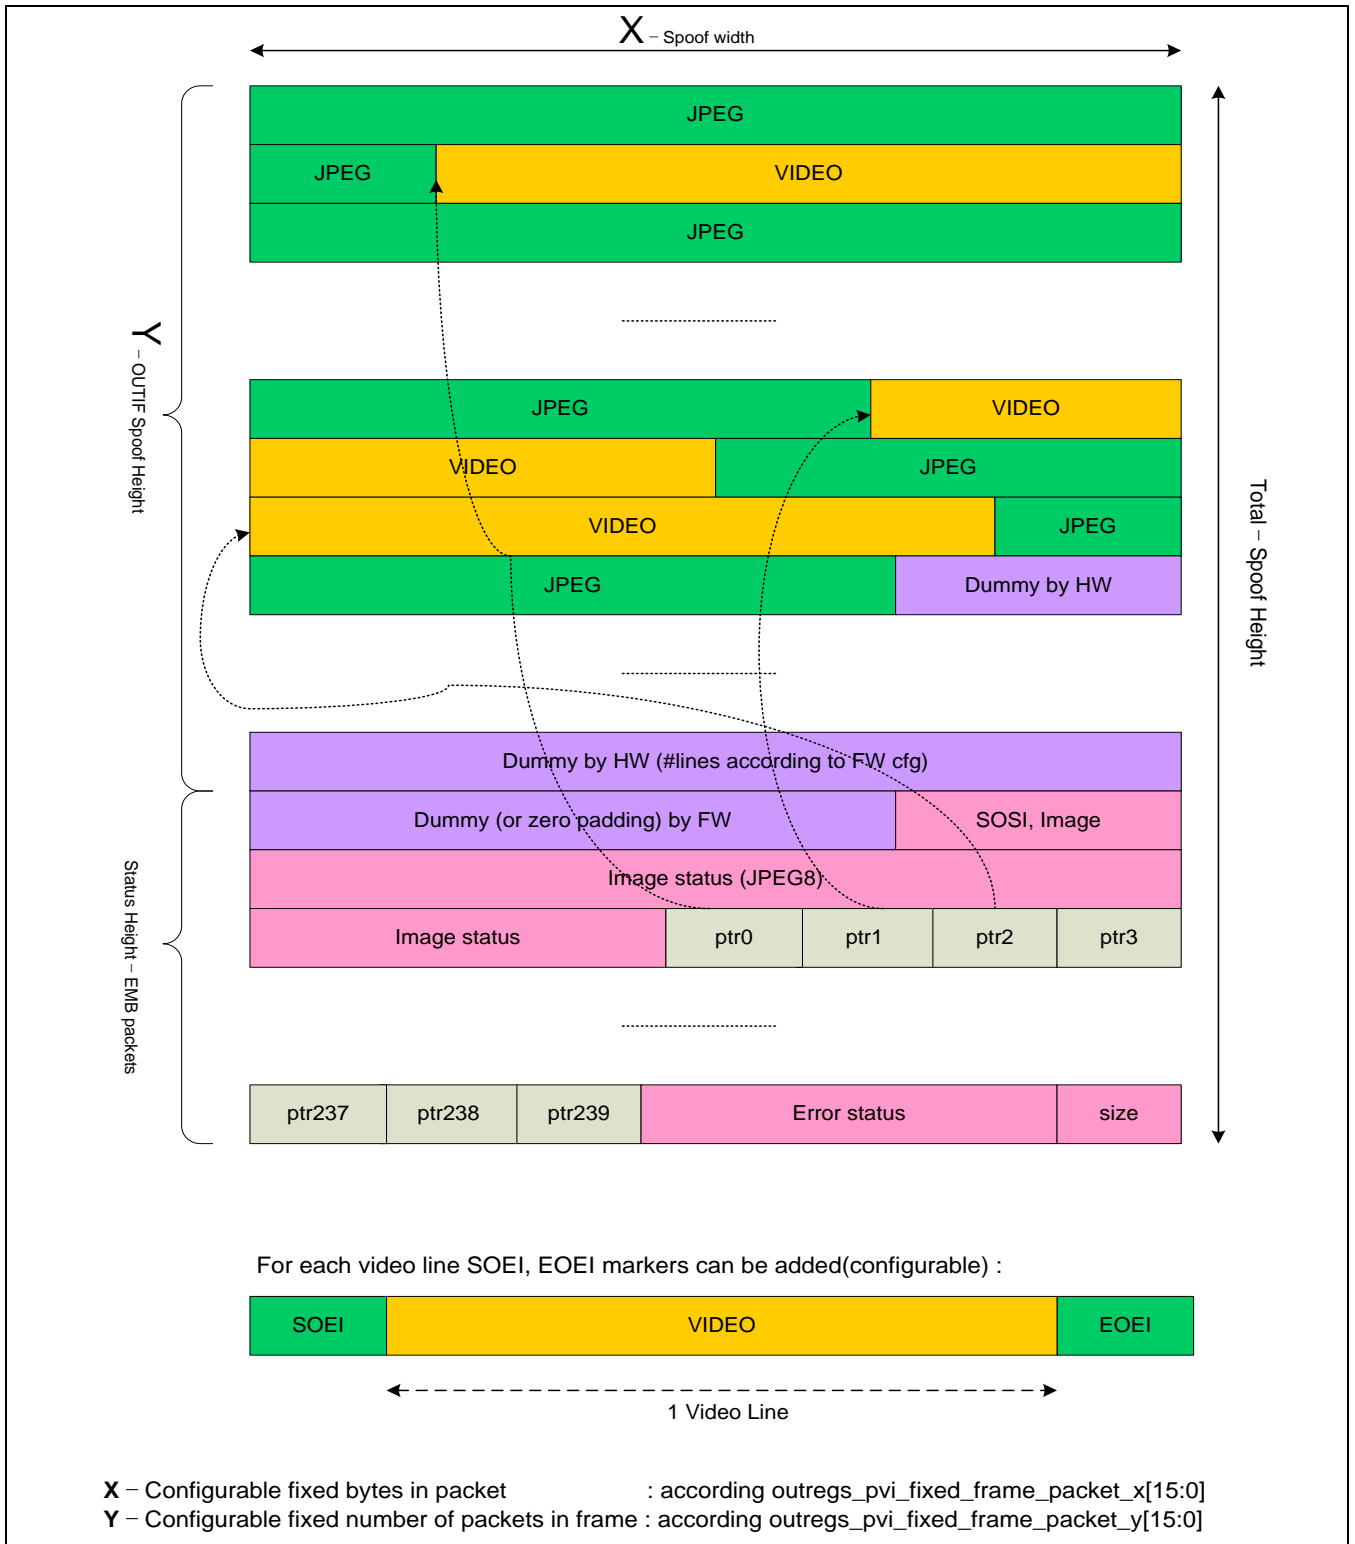 X – Spoof width
JPEG
JPEG VIDEO
JPEG
Y – OUTIF Spoof Height
JPEG VIDEO
VIDEO JPEG
VIDEO JPEG
JPEG Dummy by HW
Total – Spoof Height
Dummy by HW (#lines according to FW cfg)
Dummy (or zero padding) by FW SOSI, Image
Image status (JPEG8)
Image status ptr0 ptr1 ptr2 ptr3
Status Height – EMB packets
ptr237 ptr238 ptr239 Error status size
For each video line SOEI, EOEI markers can be added(configurable) :
SOEI VIDEO EOEI
1 Video Line
X – Configurable fixed bytes in packet : according outregs_pvi_fixed_frame_packet_x[15:0]
Y – Configurable fixed number of packets in frame : according outregs_pvi_fixed_frame_packet_y[15:0]